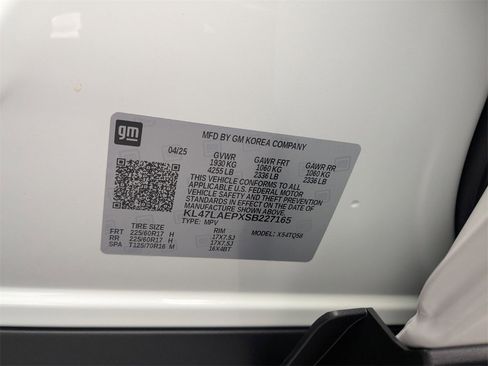 gm
MFD BY GM KOREA COMPANY
04/25 GVWR GAWR FRT GAWR RR
1930 KG 1060 KG 1060 KG
4255 LB 2336 LB 2336 LB
THIS VEHICLE CONFORMS TO ALL
APPLICABLE U.S. FEDERAL MOTOR
VEHICLE SAFETY, BUMPER, AND THEFT
PREVENTION STANDARDS IN EFFECT ON THE
DATE OF MANUFACTURE SHOWN ABOVE.
KL47LAEPXSB227165
TYPE: MPV MODEL: XS4TQ58
TIRE SIZE RIM
FRT 225/60R17 H 17X7.5J
RR 225/60R17 H 17X7.5J
SPA T125/70R16 M 16X4BT